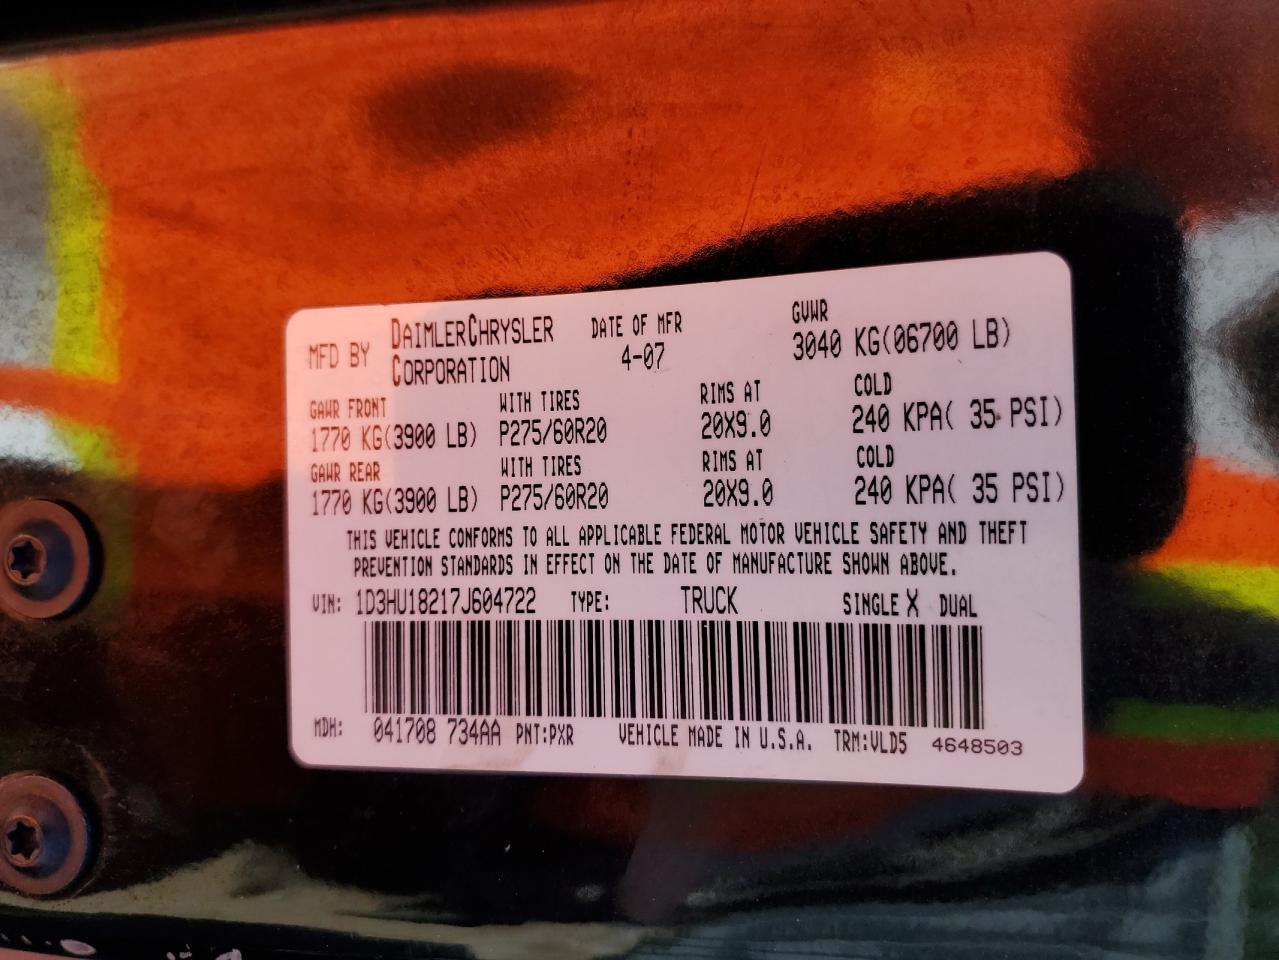 MFD BY DAIMLERCHRYSLER CORPORATION DATE OF MFR 4-07 GVWR 3040 KG(06700 LB)
GAWR FRONT WITH TIRES RIMS AT COLD
1770 KG(3900 LB) P275/60R20 20X9.0 240 KPA( 35 PSI)
GAWR REAR WITH TIRES RIMS AT COLD
1770 KG(3900 LB) P275/60R20 20X9.0 240 KPA( 35 PSI)
THIS VEHICLE CONFORMS TO ALL APPLICABLE FEDERAL MOTOR VEHICLE SAFETY AND THEFT
PREVENTION STANDARDS IN EFFECT ON THE DATE OF MANUFACTURE SHOWN ABOVE.
VIN: 1D3HU18217J604722 TYPE: TRUCK SINGLE X DUAL
MDH: 041708 734AA PNT:PXR VEHICLE MADE IN U.S.A. TRM:VLD5 4648503